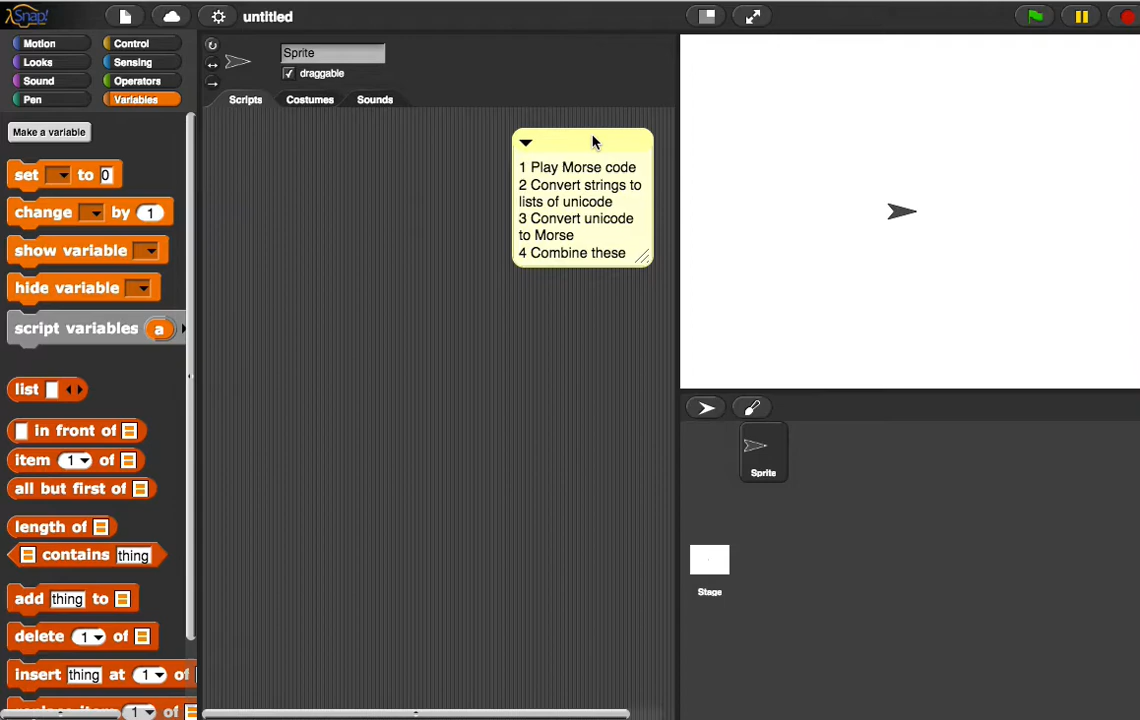 Snap!
untitled
Motion
Control
Looks
Sensing
Sound
Operators
Pen
Variables
Sprite
draggable
Scripts
Costumes
Sounds
Make a variable
set to 0
change by 1
show variable
hide variable
script variables a
list
in front of
item 1 of
all but first of
length of
contains thing
add thing to
delete 1 of
insert thing at 1 of
replace item 1 of
1 Play Morse code
2 Convert strings to
lists of unicode
3 Convert unicode
to Morse
4 Combine these
Sprite
Stage